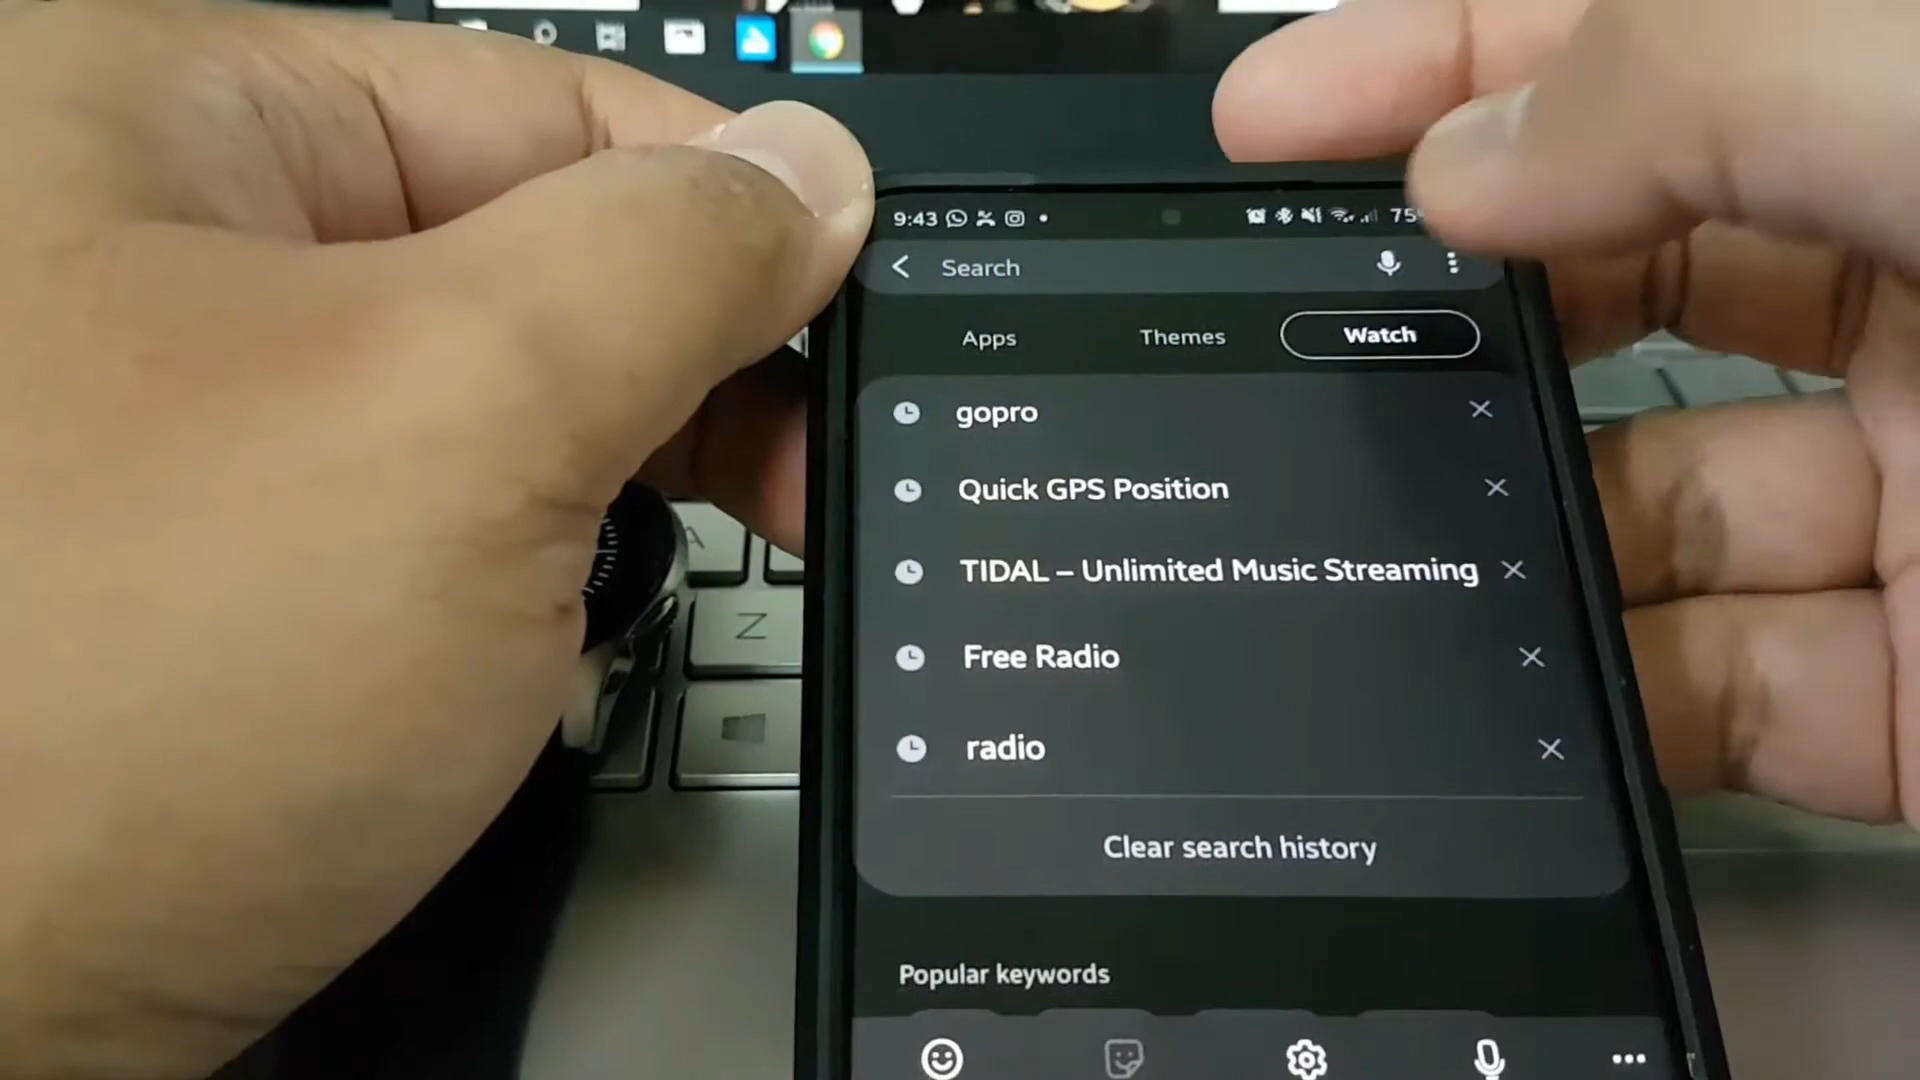 9:43
75
Search
Apps
Themes
Watch
gopro
Quick GPS Position
TIDAL – Unlimited Music Streaming
Free Radio
radio
Clear search history
Popular keywords
A
Z